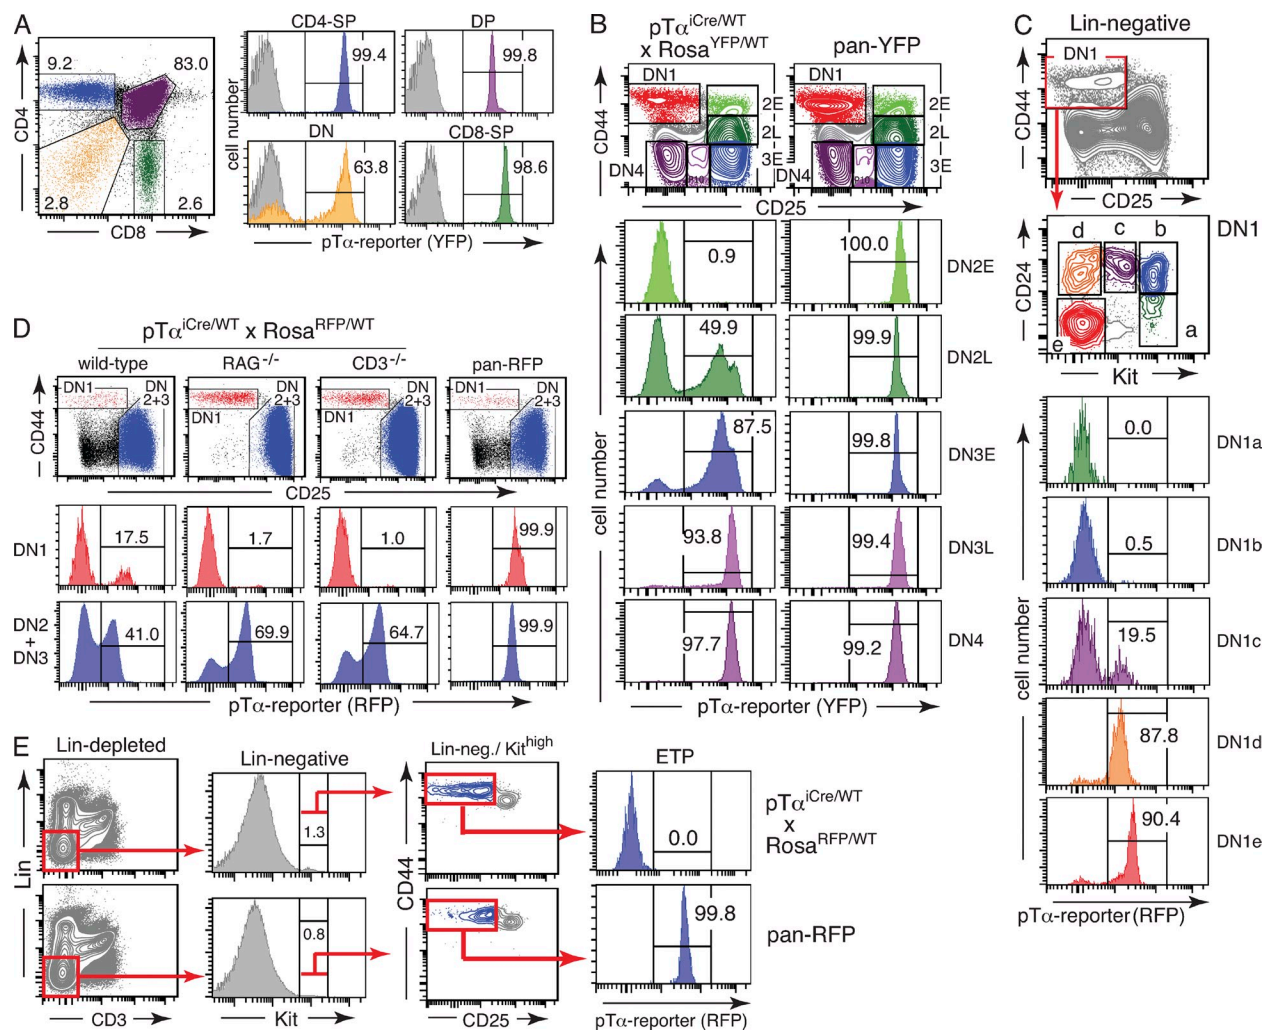 A
CD4
9.2
83.0
2.8
2.6
CD8
cell number
CD4-SP
99.4
DP
99.8
DN
63.8
CD8-SP
98.6
pTα-reporter (YFP)
B
pTα iCre/WT
x Rosa YFP/WT
pan-YFP
CD44
DN1
2E
2L
3E
DN4
DN1
2E
2L
3E
DN4
CD25
cell number
0.9
100.0
DN2E
49.9
99.9
DN2L
87.5
99.8
DN3E
93.8
99.4
DN3L
97.7
99.2
DN4
pTα-reporter (YFP)
C
Lin-negative
CD44
DN1
CD25
DN1
CD24
d
c
b
a
e
Kit
cell number
0.0
DN1a
0.5
DN1b
19.5
DN1c
87.8
DN1d
90.4
DN1e
pTα-reporter (RFP)
D
pTα iCre/WT x Rosa RFP/WT
wild-type
RAG -/-
CD3 -/-
pan-RFP
CD44
DN1
DN
2+3
DN1
DN
2+3
DN1
DN
2+3
DN1
DN
2+3
CD25
DN1
17.5
1.7
1.0
99.9
DN2
+
DN3
41.0
69.9
64.7
99.9
pTα-reporter (RFP)
E
Lin-depleted
Lin-negative
Lin-neg./ Kit high
ETP
Lin
1.3
CD44
0.0
pTα iCre/WT
x
Rosa RFP/WT
0.8
99.8
pan-RFP
CD3
Kit
CD25
pTα-reporter (RFP)